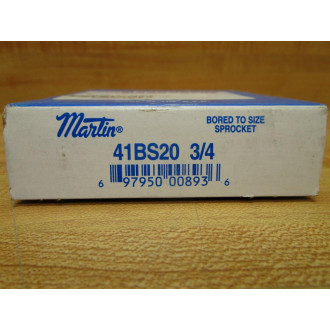 Martin®
BORED TO SIZE
SPROCKET
41BS20 3/4
6 97950 00893 6